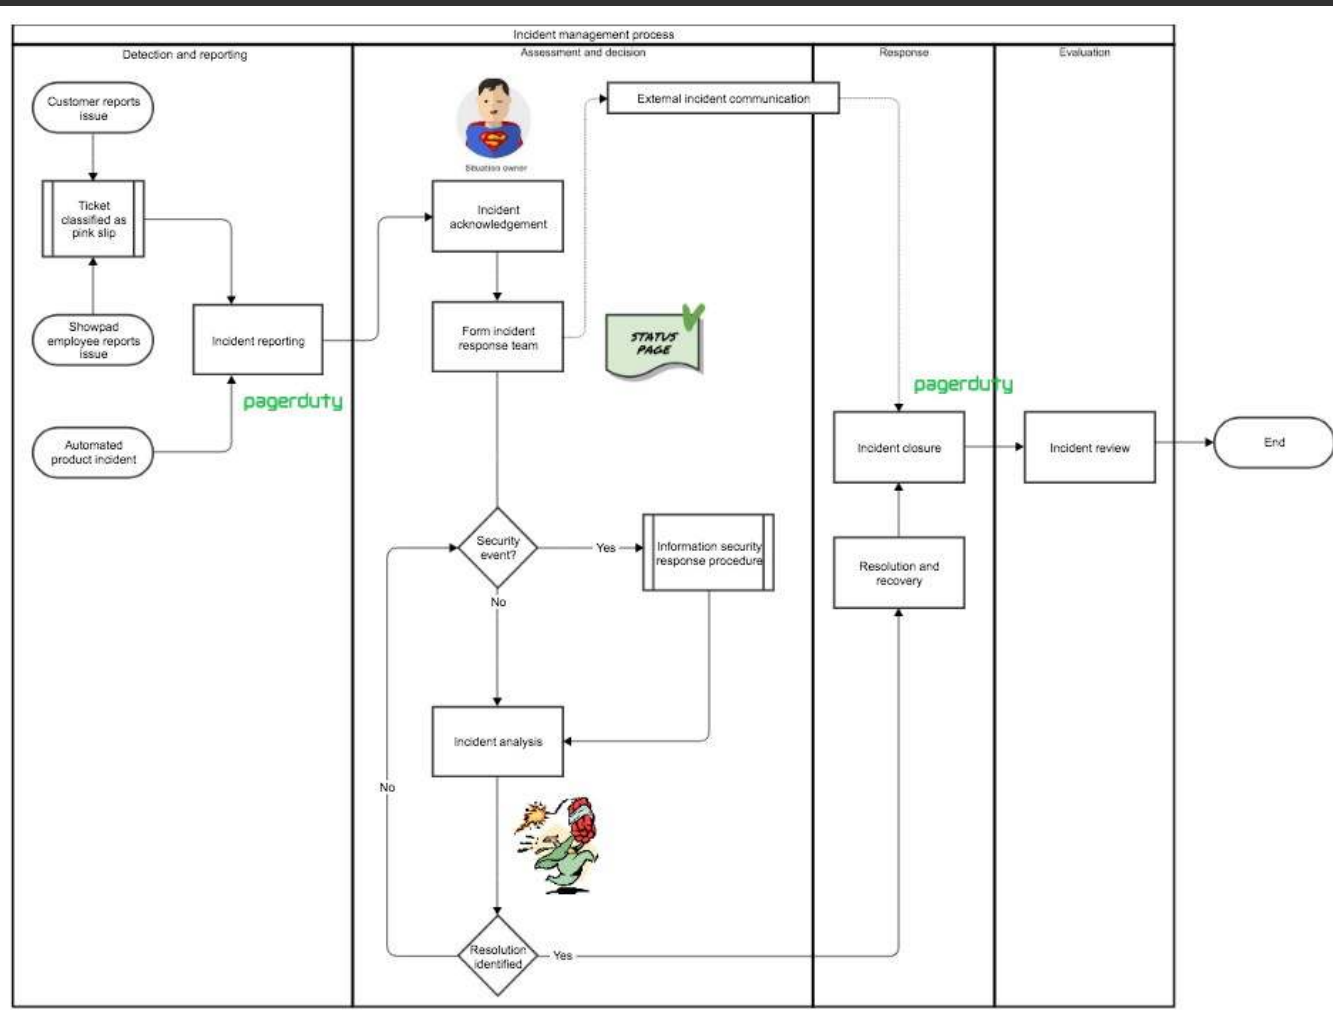 Incident management process
Detection and reporting
Assessment and decision
Response
Evaluation
Customer reports
issue
Ticket
classified as
pink slip
Showpad
employee reports
issue
Incident reporting
pagerduty
Automated
product incident
Situation owner
Incident
acknowledgement
Form incident
response team
External incident communication
STATUS
PAGE
Security
event?
Yes
No
Information security
response procedure
Incident analysis
No
Resolution
identified
Yes
pagerduty
Incident closure
Resolution and
recovery
Incident review
End